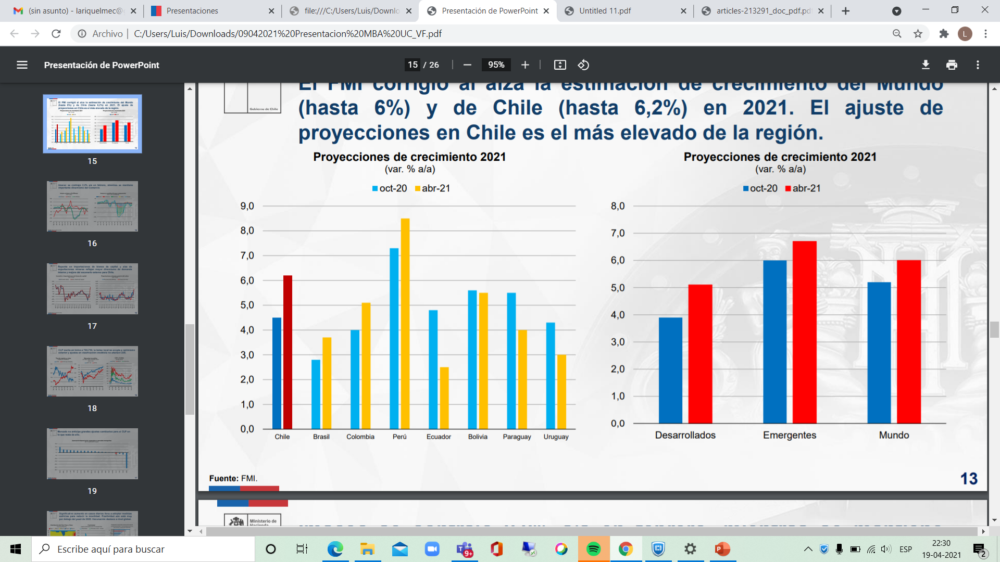 (sin asunto) - lariquelmec@
Presentaciones
file:///C:/Users/Luis/Downlo
Presentación de PowerPoint
Untitled 11.pdf
articles-213291_doc_pdf.pdf
Archivo
C:/Users/Luis/Downloads/09042021%20Presentacion%20MBA%20UC_VF.pdf
L
Presentación de PowerPoint
15 / 26
95%
15
16
17
18
19
Gobierno de Chile
El FMI corrigió al alza la estimación de crecimiento del Mundo
(hasta 6%) y de Chile (hasta 6,2%) en 2021. El ajuste de
proyecciones en Chile es el más elevado de la región.
Proyecciones de crecimiento 2021
(var. % a/a)
oct-20 abr-21
9,0
8,0
7,0
6,0
5,0
4,0
3,0
2,0
1,0
0,0
Chile Brasil Colombia Perú Ecuador Bolivia Paraguay Uruguay
Proyecciones de crecimiento 2021
(var. % a/a)
oct-20 abr-21
8,0
7,0
6,0
5,0
4,0
3,0
2,0
1,0
0,0
Desarrollados Emergentes Mundo
Fuente: FMI.
13
Ministerio de
Hacienda
Escribe aquí para buscar
9+
ESP
22:30
19-04-2021
2